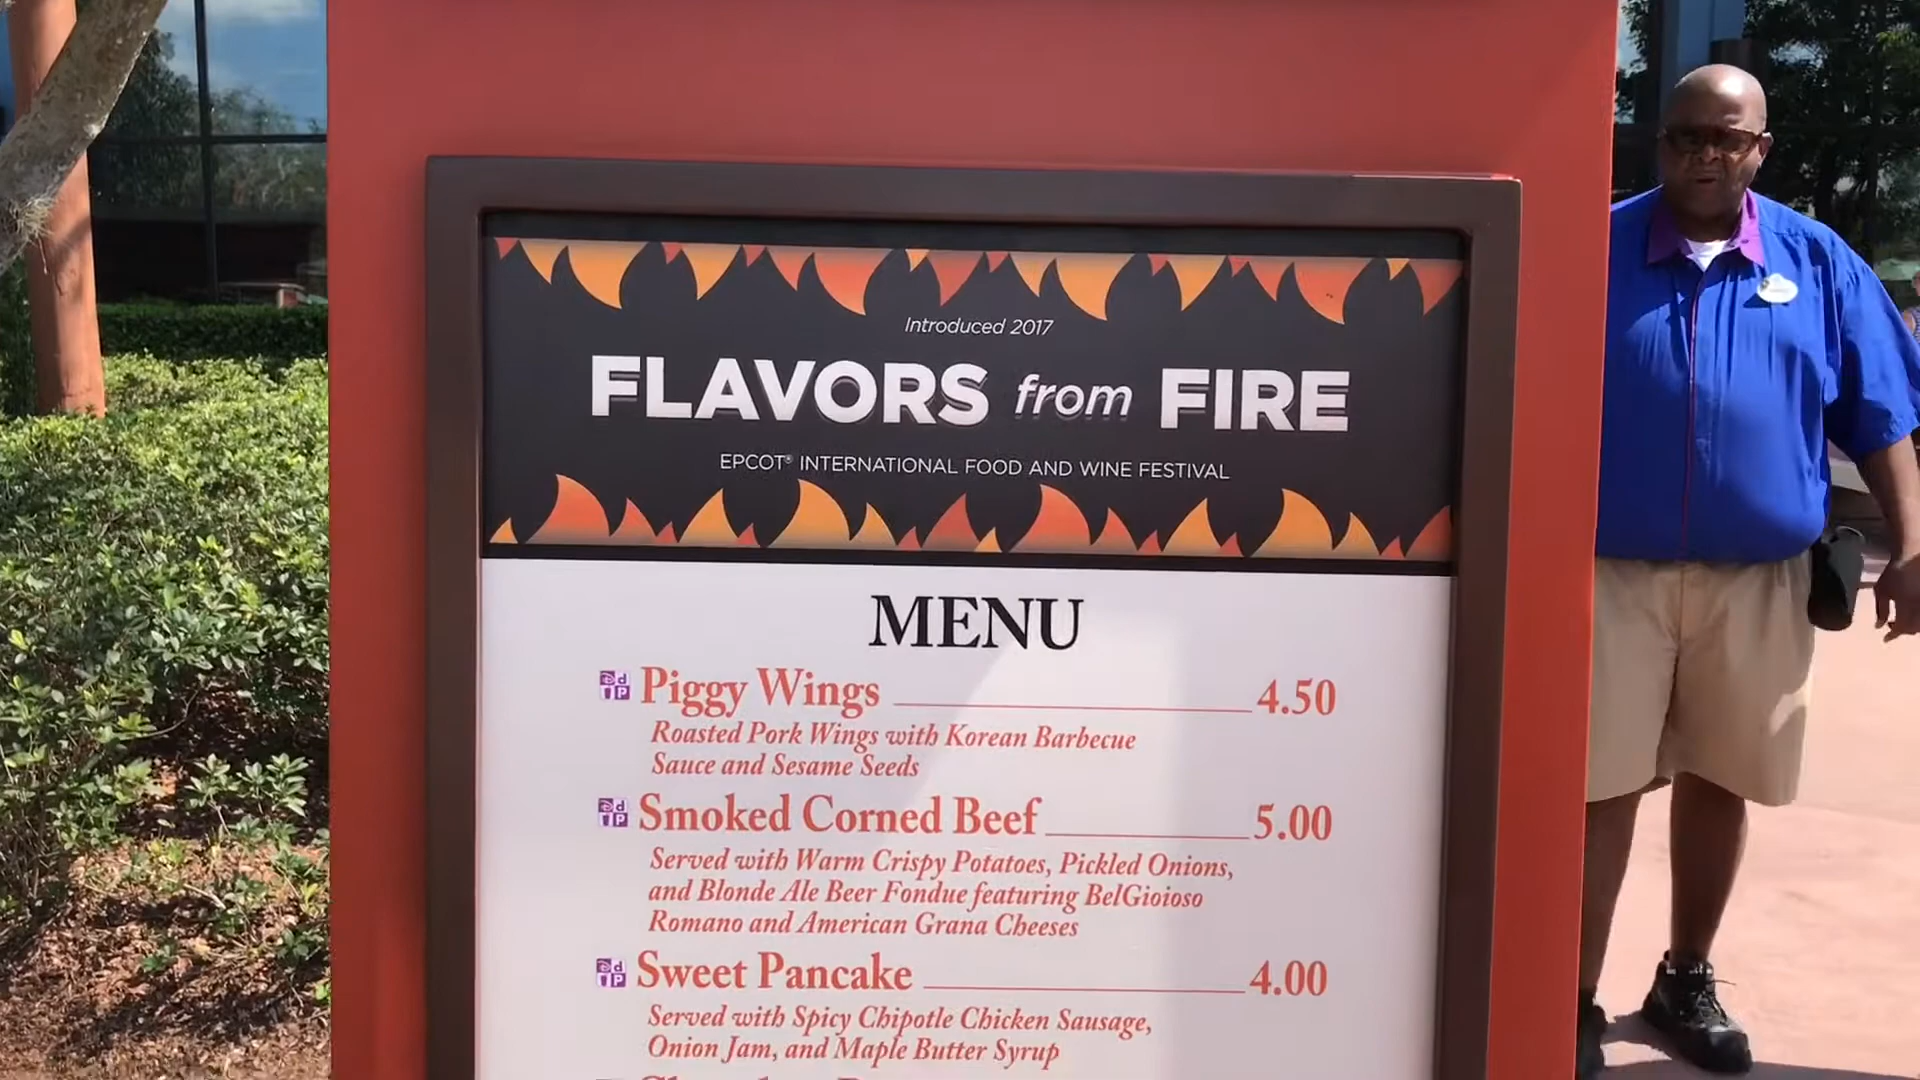 Introduced 2017
FLAVORS from FIRE
EPCOT® INTERNATIONAL FOOD AND WINE FESTIVAL
MENU
Piggy Wings 4.50
Roasted Pork Wings with Korean Barbecue
Sauce and Sesame Seeds
Smoked Corned Beef 5.00
Served with Warm Crispy Potatoes, Pickled Onions,
and Blonde Ale Beer Fondue featuring BelGioioso
Romano and American Grana Cheeses
Sweet Pancake 4.00
Served with Spicy Chipotle Chicken Sausage,
Onion Jam, and Maple Butter Syrup